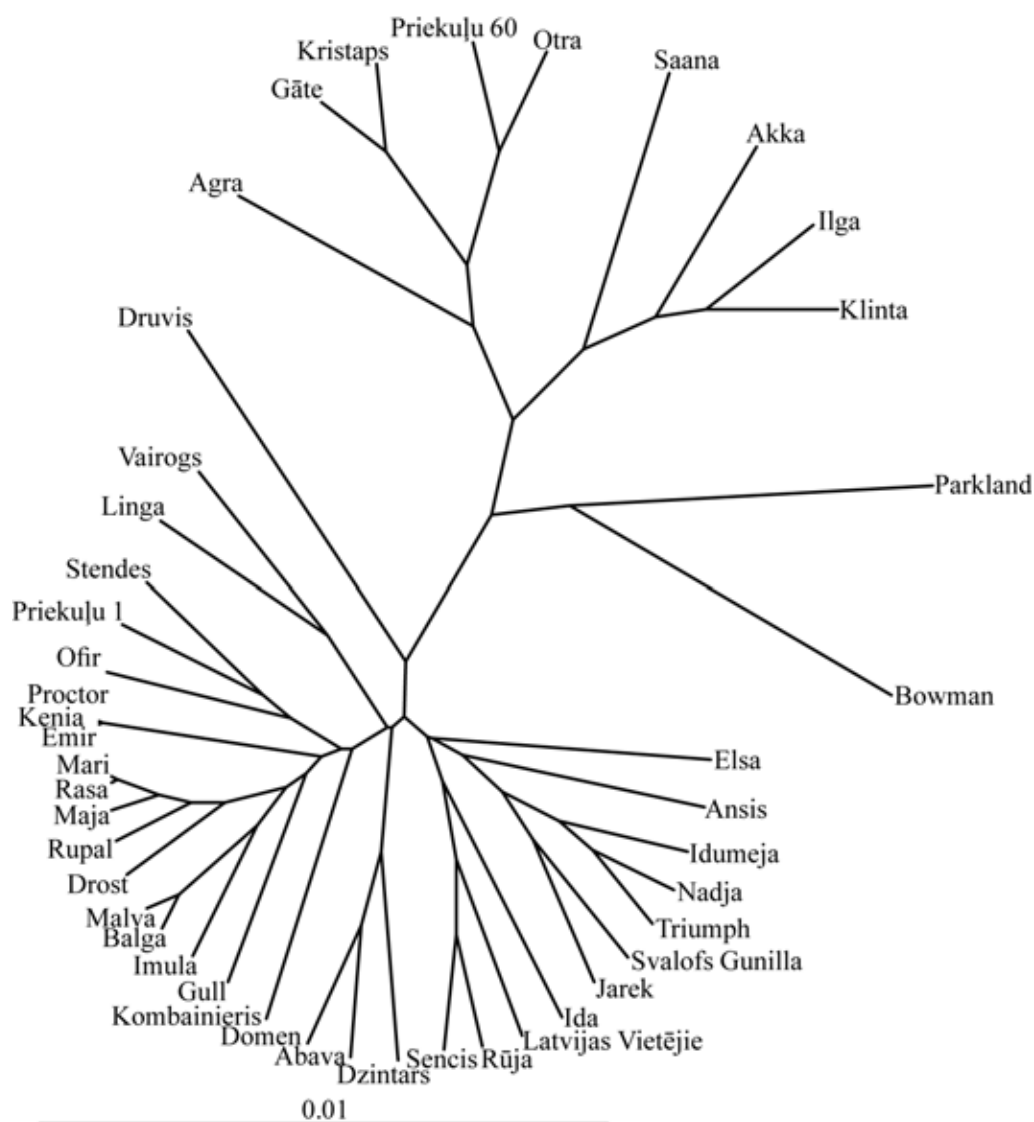 Priekuļu 60
Otra
Kristaps
Saana
Gāte
Akka
Agra
Ilga
Klinta
Druvis
Vairogs
Parkland
Linga
Stendes
Priekuļu 1
Ofir
Proctor
Bowman
Kenia
Emir
Elsa
Mari
Rasa
Ansis
Maja
Rupal
Idumeja
Drost
Nadja
Malva
Triumph
Balga
Imula
Svalofs Gunilla
Gull
Jarek
Kombainieris
Ida
Domen
Latvijas Vietējie
Abava
Sencis
Rūja
Dzintars
0.01